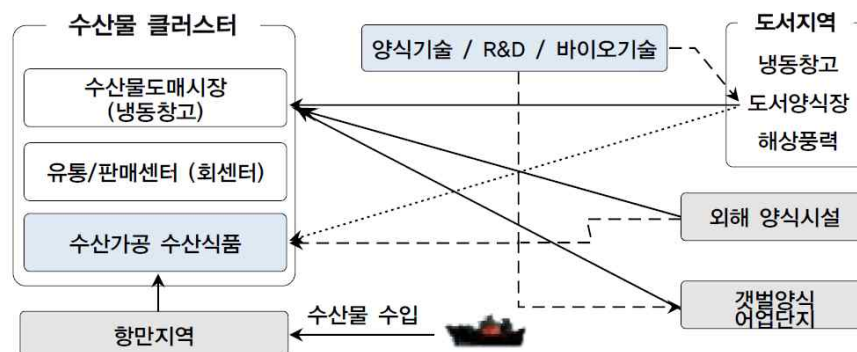 수산물 클러스터
수산물도매시장
(냉동창고)
유통/판매센터 (회센터)
수산가공 수산식품
항만지역
수산물 수입
양식기술 / R&D / 바이오기술
도서지역
냉동창고
도서양식장
해상풍력
외해 양식시설
갯벌양식
어업단지